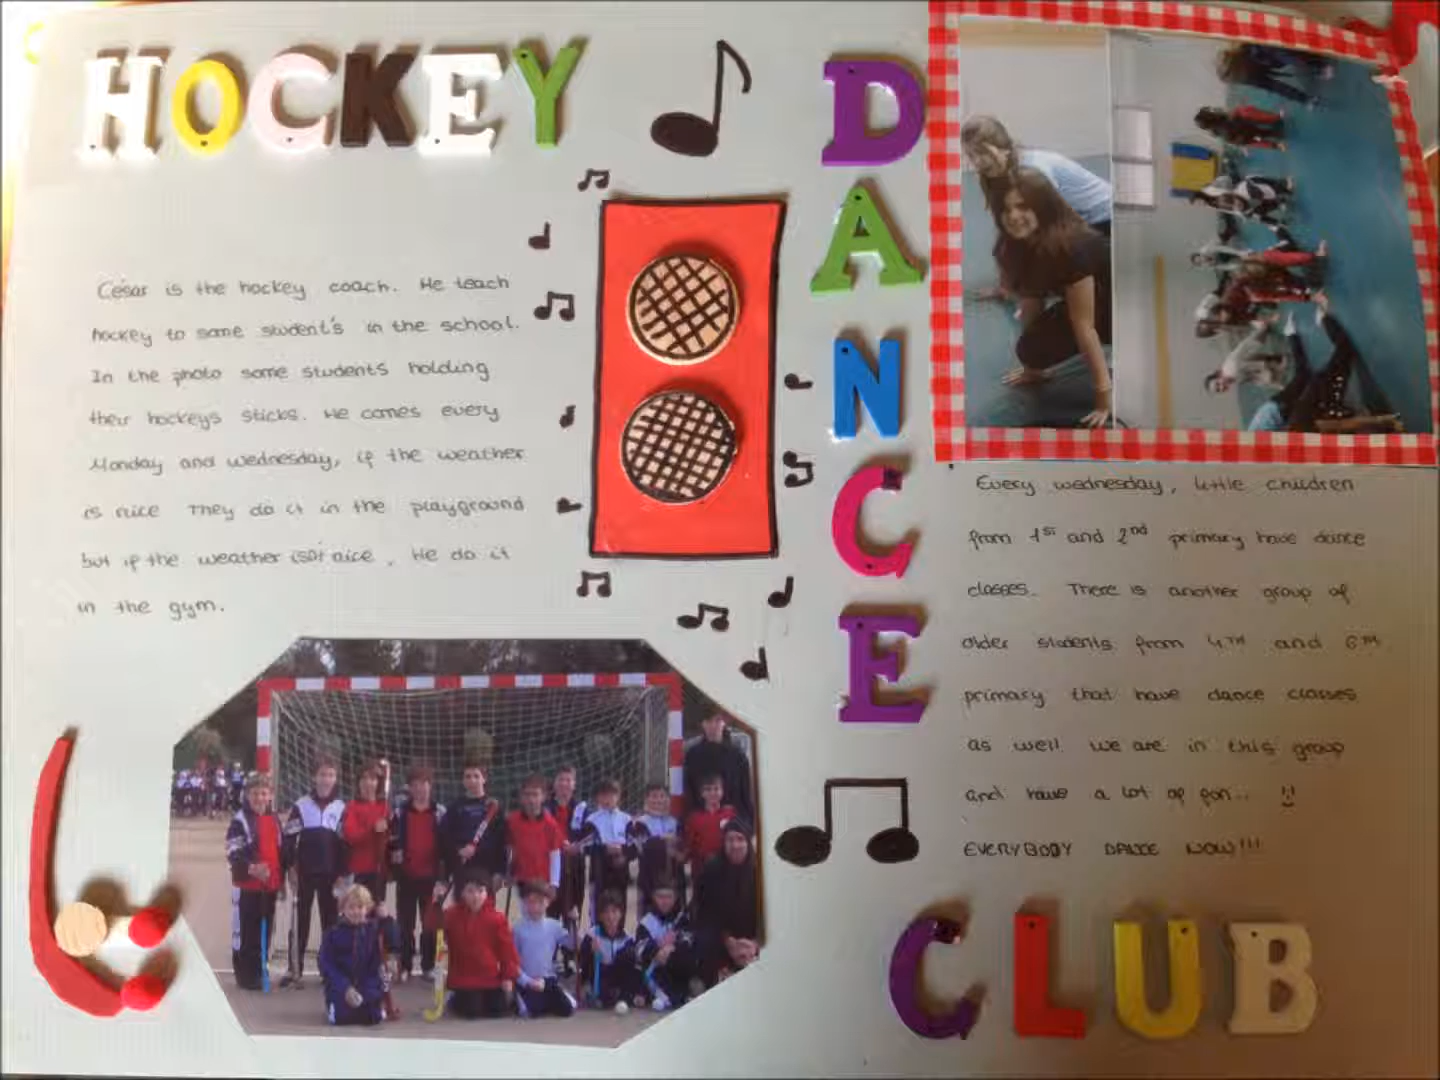 HOCKEY
César is the hockey coach. He teach
hockey to some student's in the school.
In the photo some students holding
their hockeys sticks. He comes every
Monday and wednesday, if the weather
is nice They do it in the playground
but if the weather isn't nice, He do it
in the gym.
DANCE
Every wednesday, little children
from 1st and 2nd primary have dance
classes. There is another group of
older students from 4TH and 6TH
primary that have dance classes
as well we are in this group
and have a lot of fon... :)
EVERYBODY DANCE NOW!!!
CLUB